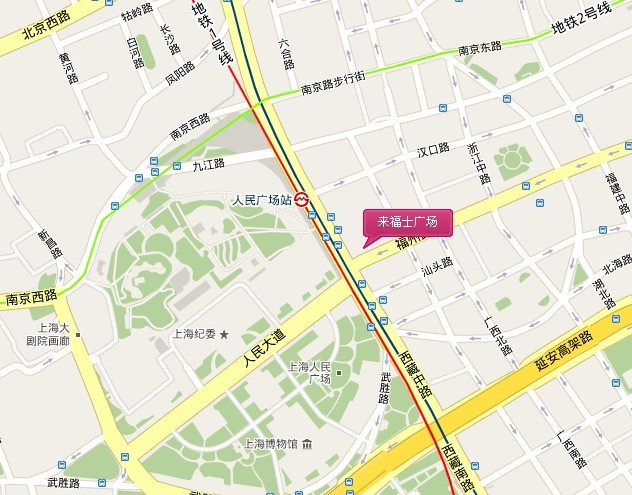 牯岭路
北京西路
地铁1号线
长沙路
白河路
黄河路
凤阳路
六合路
地铁2号线
南京东路
南京路步行街
南京西路
汉口路
浙江中路
九江路
福建中路
人民广场站
来福士广场
福州
新昌路
汕头路
北海路
湖北路
南京西路
广西北路
上海大
剧院画廊
上海纪委
人民大道
延安高架路
西藏中路
上海人民
广场
武胜路
上海博物馆
广西南路
西藏南路
武胜路
武胜路